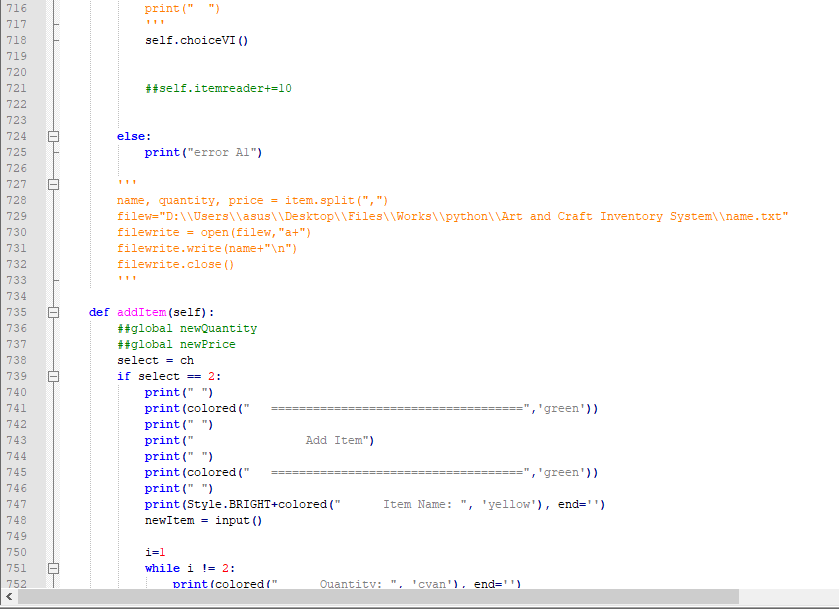 716                 print("  ")
717                 '''
718                 self.choiceVI()
719
720
721                 ##self.itemreader+=10
722
723
724             else:
725                 print("error A1")
726
727             '''
728             name, quantity, price = item.split(",")
729             filew="D:\\Users\\asus\\Desktop\\Files\\Works\\python\\Art and Craft Inventory System\\name.txt"
730             filewrite = open(filew,"a+")
731             filewrite.write(name+"\n")
732             filewrite.close()
733             '''
734
735         def addItem(self):
736             ##global newQuantity
737             ##global newPrice
738             select = ch
739             if select == 2:
740                 print(" ")
741                 print(colored("   ====================================",'green'))
742                 print(" ")
743                 print("                Add Item")
744                 print(" ")
745                 print(colored("   ====================================",'green'))
746                 print(" ")
747                 print(Style.BRIGHT+colored("      Item Name: ", 'yellow'), end='')
748                 newItem = input()
749
750                 i=1
751                 while i != 2:
752                     print(colored("      Quantity: ", 'cyan'), end='')